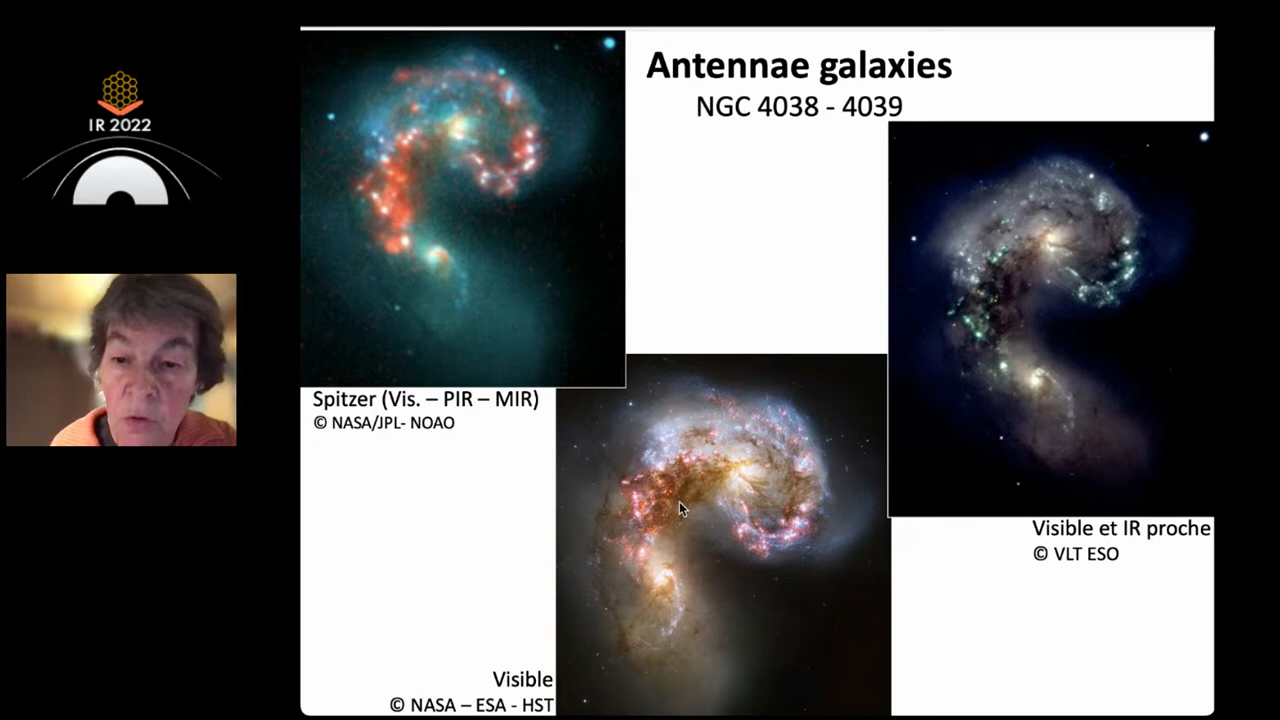 IR 2022
Antennae galaxies
NGC 4038 - 4039
Spitzer (Vis. – PIR – MIR)
© NASA/JPL- NOAO
Visible et IR proche
© VLT ESO
Visible
© NASA – ESA - HST